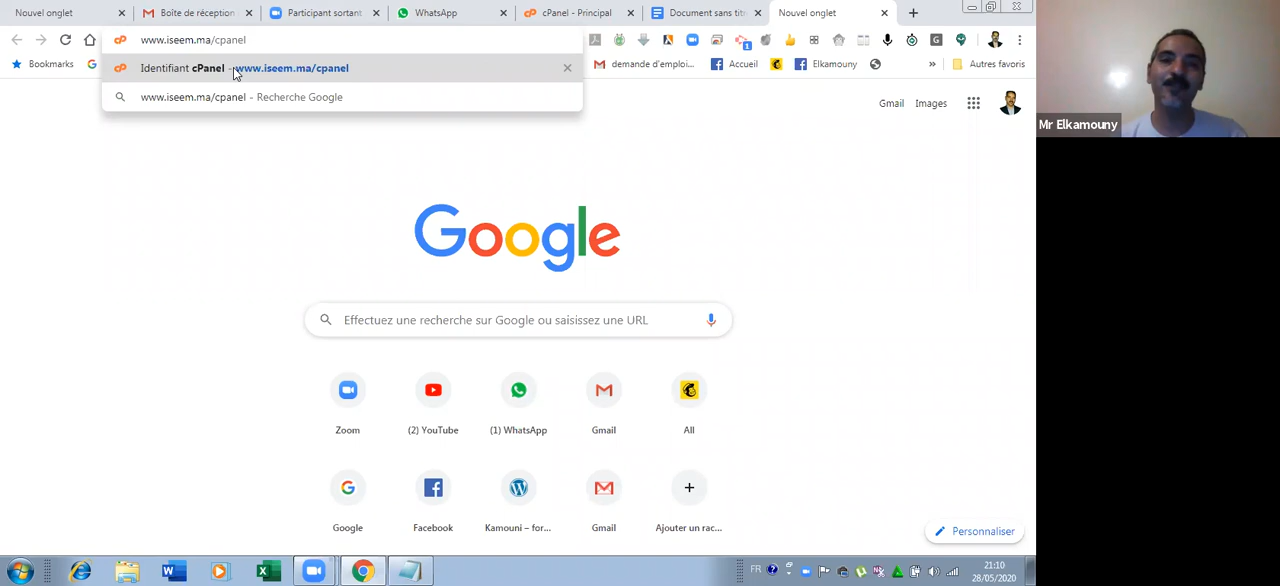 Nouvel onglet
Boîte de réception
Participant sortant
WhatsApp
cPanel - Principal
Document sans titr
Nouvel onglet
www.iseem.ma/cpanel
Bookmarks
demande d'emploi...
Accueil
Elkamouny
»
Autres favoris
Identifiant cPanel - www.iseem.ma/cpanel
www.iseem.ma/cpanel - Recherche Google
Gmail
Images
Mr Elkamouny
Google
Effectuez une recherche sur Google ou saisissez une URL
Zoom
(2) YouTube
(1) WhatsApp
Gmail
All
Google
Facebook
Kamouni – for...
Gmail
Ajouter un rac...
Personnaliser
FR
21:10
28/05/2020